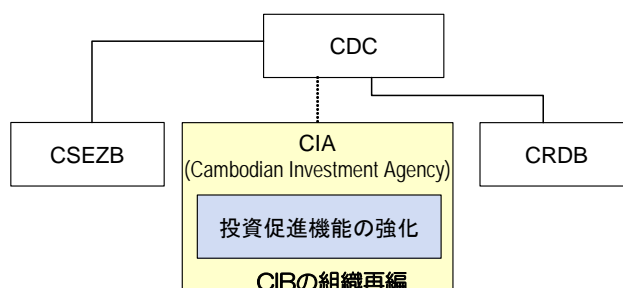 CDC
CSEZB
CIA
(Cambodian Investment Agency)
CRDB
投資促進機能の強化
CIBの組織再編